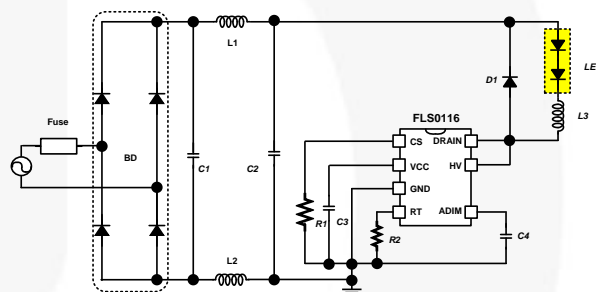 L1
LE
D1
L3
Fuse
FLS0116
CS
DRAIN
BD
C1
C2
VCC
HV
GND
RT
ADIM
R1
C3
R2
C4
L2